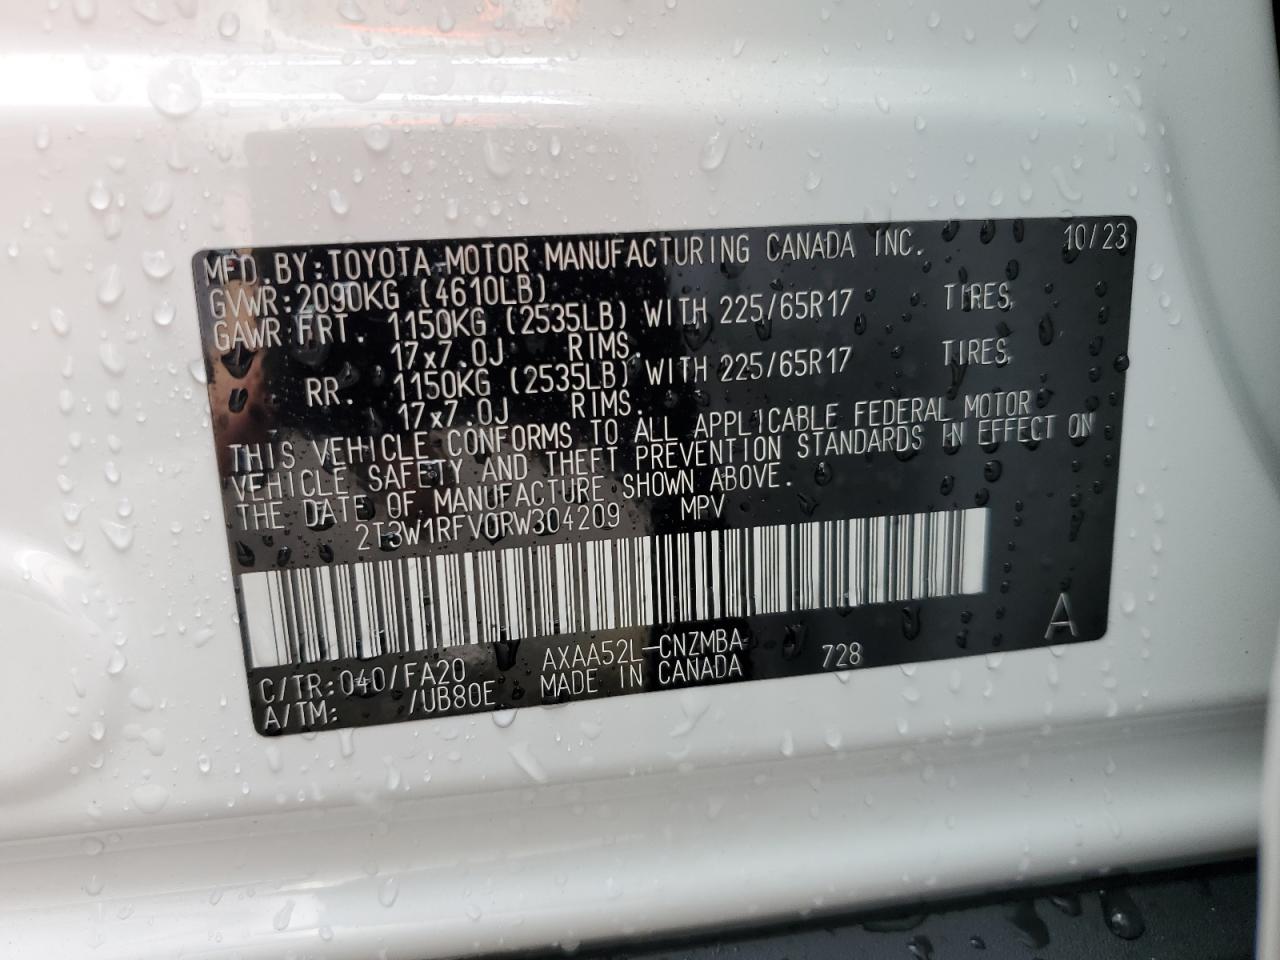 MFD.BY:TOYOTA MOTOR MANUFACTURING CANADA INC. 10/23
GVWR:2090KG (4610LB)
GAWR FRT. 1150KG (2535LB) WITH 225/65R17 TIRES,
17x7.0J RIMS.
RR. 1150KG (2535LB) WITH 225/65R17 TIRES,
17x7.0J RIMS.
THIS VEHICLE CONFORMS TO ALL APPLICABLE FEDERAL MOTOR
VEHICLE SAFETY AND THEFT PREVENTION STANDARDS IN EFFECT ON
THE DATE OF MANUFACTURE SHOWN ABOVE.
2T3W1RFV0RW304209 MPV
A
C/TR:040/FA20 AXAA52L-CNZMBA 728
A/TM: /UB80E MADE IN CANADA